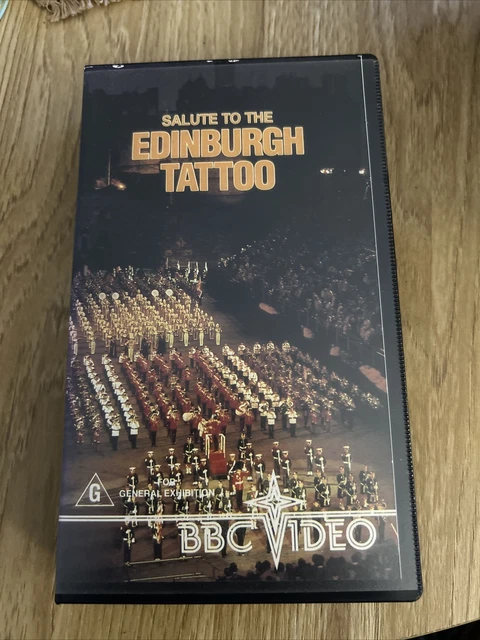 SALUTE TO THE
EDINBURGH
TATTOO
G
FOR
GENERAL EXHIBITION
BBC VIDEO